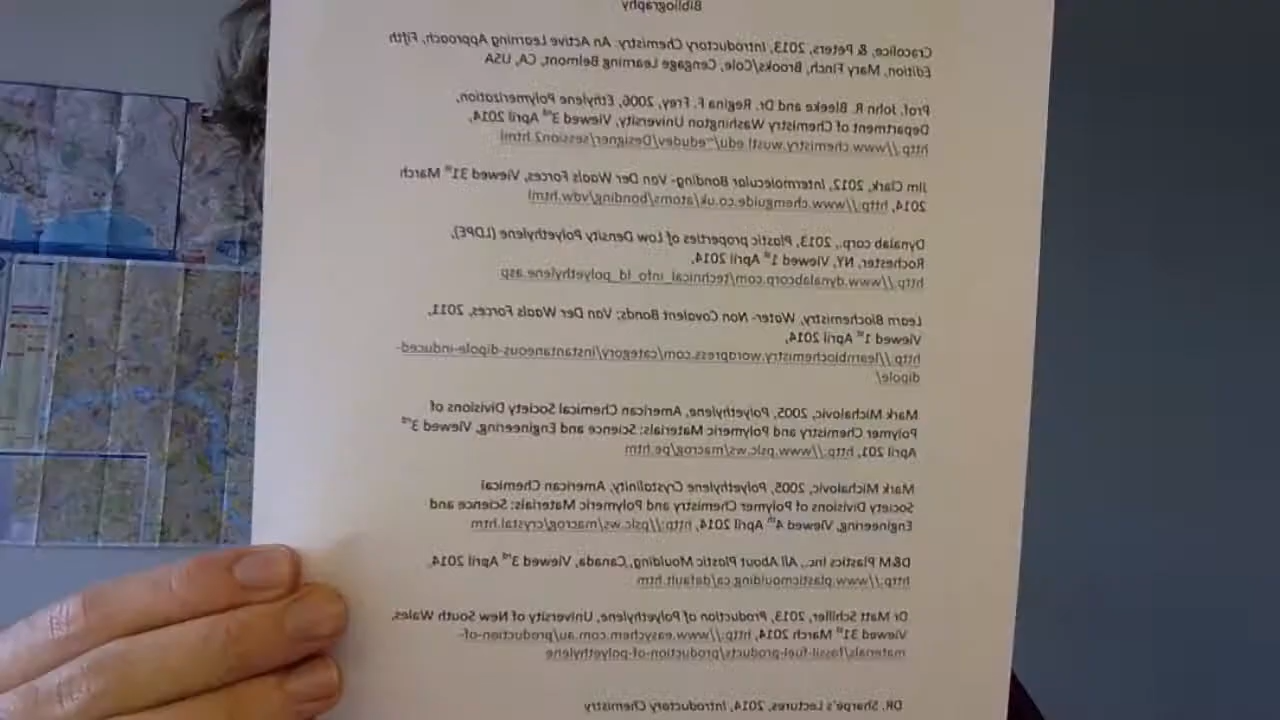 Bibliography
Cracolice, & Peters, 2013, Introductory Chemistry: An Active Learning Approach, Fifth
Edition, Mary Finch, Brooks/Cole, Cengage Learning Belmont, CA, USA
Prof. John R. Bleeke and Dr. Regina F. Frey, 2006, Ethylene Polymerization,
Department of Chemistry Washington University, Viewed 3rd April 2014,
http://www.chemistry.wustl.edu/~edudev/Designer/session2.html
Jim Clark, 2012, Intermolecular Bonding- Van Der Waals Forces, Viewed 31st March
2014, http://www.chemguide.co.uk/atoms/bonding/vdw.html
Dynalab corp., 2013, Plastic properties of Low Density Polyethylene (LDPE),
Rochester, NY, Viewed 1st April 2014,
http://www.dynalabcorp.com/technical_info_ld_polyethylene.asp
Learn Biochemistry, Water- Non Covalent Bonds; Van Der Waals Forces, 2011,
Viewed 1st April 2014,
http://learnbiochemistry.wordpress.com/category/instantaneous-dipole-induced-
dipole/
Mark Michalovic, 2005, Polyethylene, American Chemical Society Divisions of
Polymer Chemistry and Polymeric Materials: Science and Engineering, Viewed 3rd
April 201, http://www.pslc.ws/macrog/pe.htm
Mark Michalovic, 2005, Polyethylene Crystallinity, American Chemical
Society Divisions of Polymer Chemistry and Polymeric Materials: Science and
Engineering, Viewed 4th April 2014, http://pslc.ws/macrog/crystal.htm
D&M Plastics Inc., All About Plastic Moulding, Canada, Viewed 3rd April 2014,
http://www.plasticmoulding.ca/default.htm
Dr Matt Schiller, 2013, Production of Polyethylene, University of New South Wales,
Viewed 31st March 2014, http://www.easychem.com.au/production-of-
materials/fossil-fuel-products/production-of-polyethylene
DR. Sharpe's Lectures, 2014, Introductory Chemistry